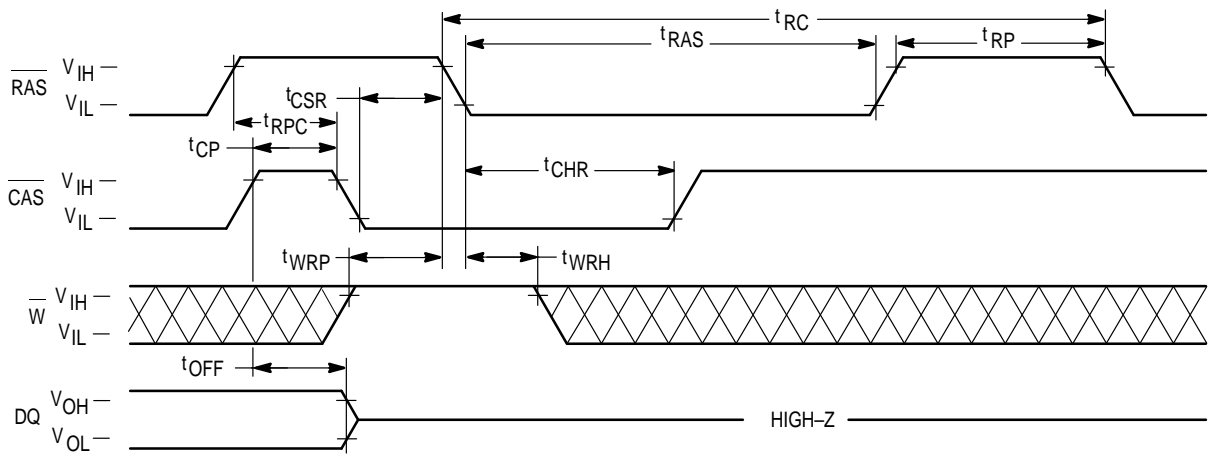 tRC
tRAS
tRP
RAS
VIH
VIL
tCSR
tRPC
tCP
tCHR
CAS
VIH
VIL
tWRP
tWRH
W
VIH
VIL
tOFF
DQ
VOH
VOL
HIGH–Z